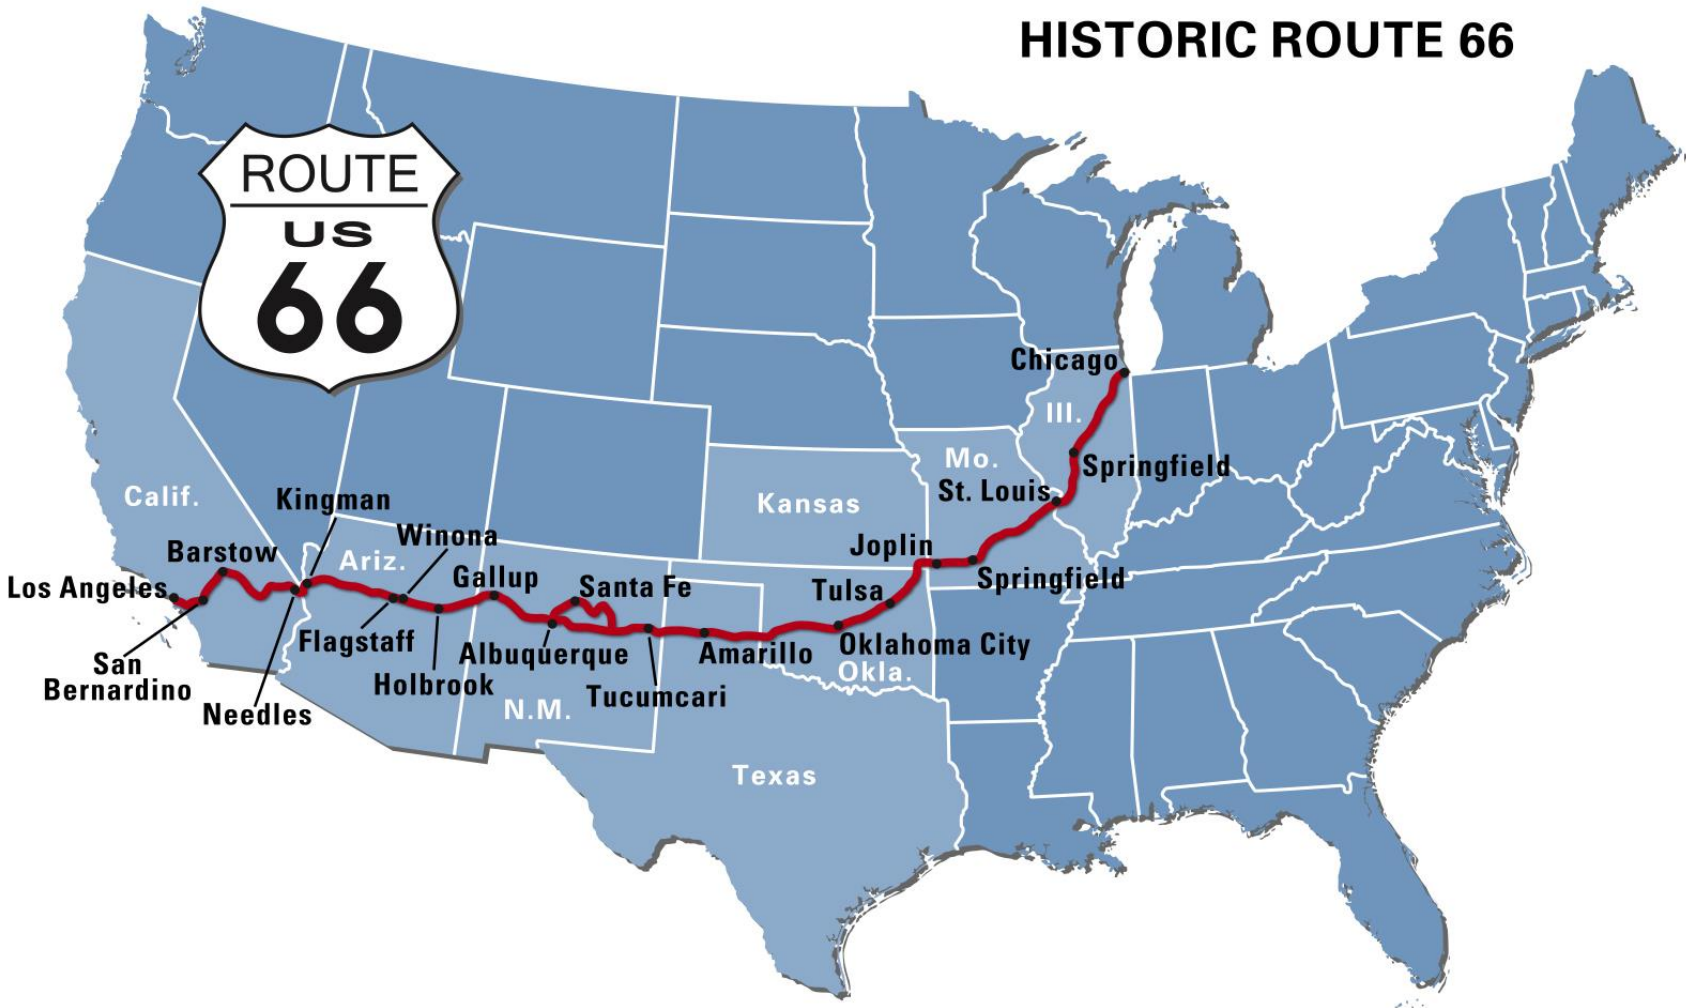 HISTORIC ROUTE 66
ROUTE
US
66
Chicago
Ill.
Springfield
Mo.
St. Louis
Kansas
Calif.
Kingman
Winona
Ariz.
Barstow
Joplin
Springfield
Gallup
Santa Fe
Tulsa
Los Angeles
Flagstaff
Albuquerque
Amarillo
Oklahoma City
Okla.
San
Bernardino
Holbrook
Tucumcari
Needles
N.M.
Texas